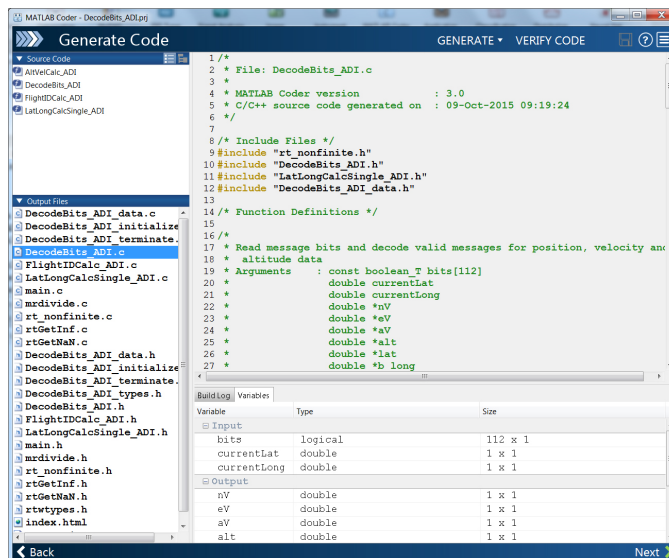 MATLAB Coder - DecodeBits_ADI.prj
Generate Code
GENERATE VERIFY CODE
Source Code
AltVelCalc_ADI
DecodeBits_ADI
FlightIDCalc_ADI
LatLongCalcSingle_ADI
Output Files
DecodeBits_ADI_data.c
DecodeBits_ADI_initialize
DecodeBits_ADI_terminate.
DecodeBits_ADI.c
FlightIDCalc_ADI.c
LatLongCalcSingle_ADI.c
main.c
mrdivide.c
rt_nonfinite.c
rtGetInf.c
rtGetNaN.c
DecodeBits_ADI_data.h
DecodeBits_ADI_initialize
DecodeBits_ADI_terminate.
DecodeBits_ADI_types.h
DecodeBits_ADI.h
FlightIDCalc_ADI.h
LatLongCalcSingle_ADI.h
main.h
mrdivide.h
rt_nonfinite.h
rtGetInf.h
rtGetNaN.h
rtwtypes.h
index.html
1 /*
2 * File: DecodeBits_ADI.c
3 *
4 * MATLAB Coder version : 3.0
5 * C/C++ source code generated on : 09-Oct-2015 09:19:24
6 */
7
8 /* Include Files */
9 #include "rt_nonfinite.h"
10 #include "DecodeBits_ADI.h"
11 #include "LatLongCalcSingle_ADI.h"
12 #include "DecodeBits_ADI_data.h"
13
14 /* Function Definitions */
15
16 /*
17 * Read message bits and decode valid messages for position, velocity and
18 * altitude data
19 * Arguments : const boolean_T bits[112]
20 * double currentLat
21 * double currentLong
22 * double *nV
23 * double *eV
24 * double *aV
25 * double *alt
26 * double *lat
27 * double *b_long
Build Log Variables
Variable Type Size
Input
bits logical 112 x 1
currentLat double 1 x 1
currentLong double 1 x 1
Output
nV double 1 x 1
eV double 1 x 1
aV double 1 x 1
alt double 1 x 1
Back Next